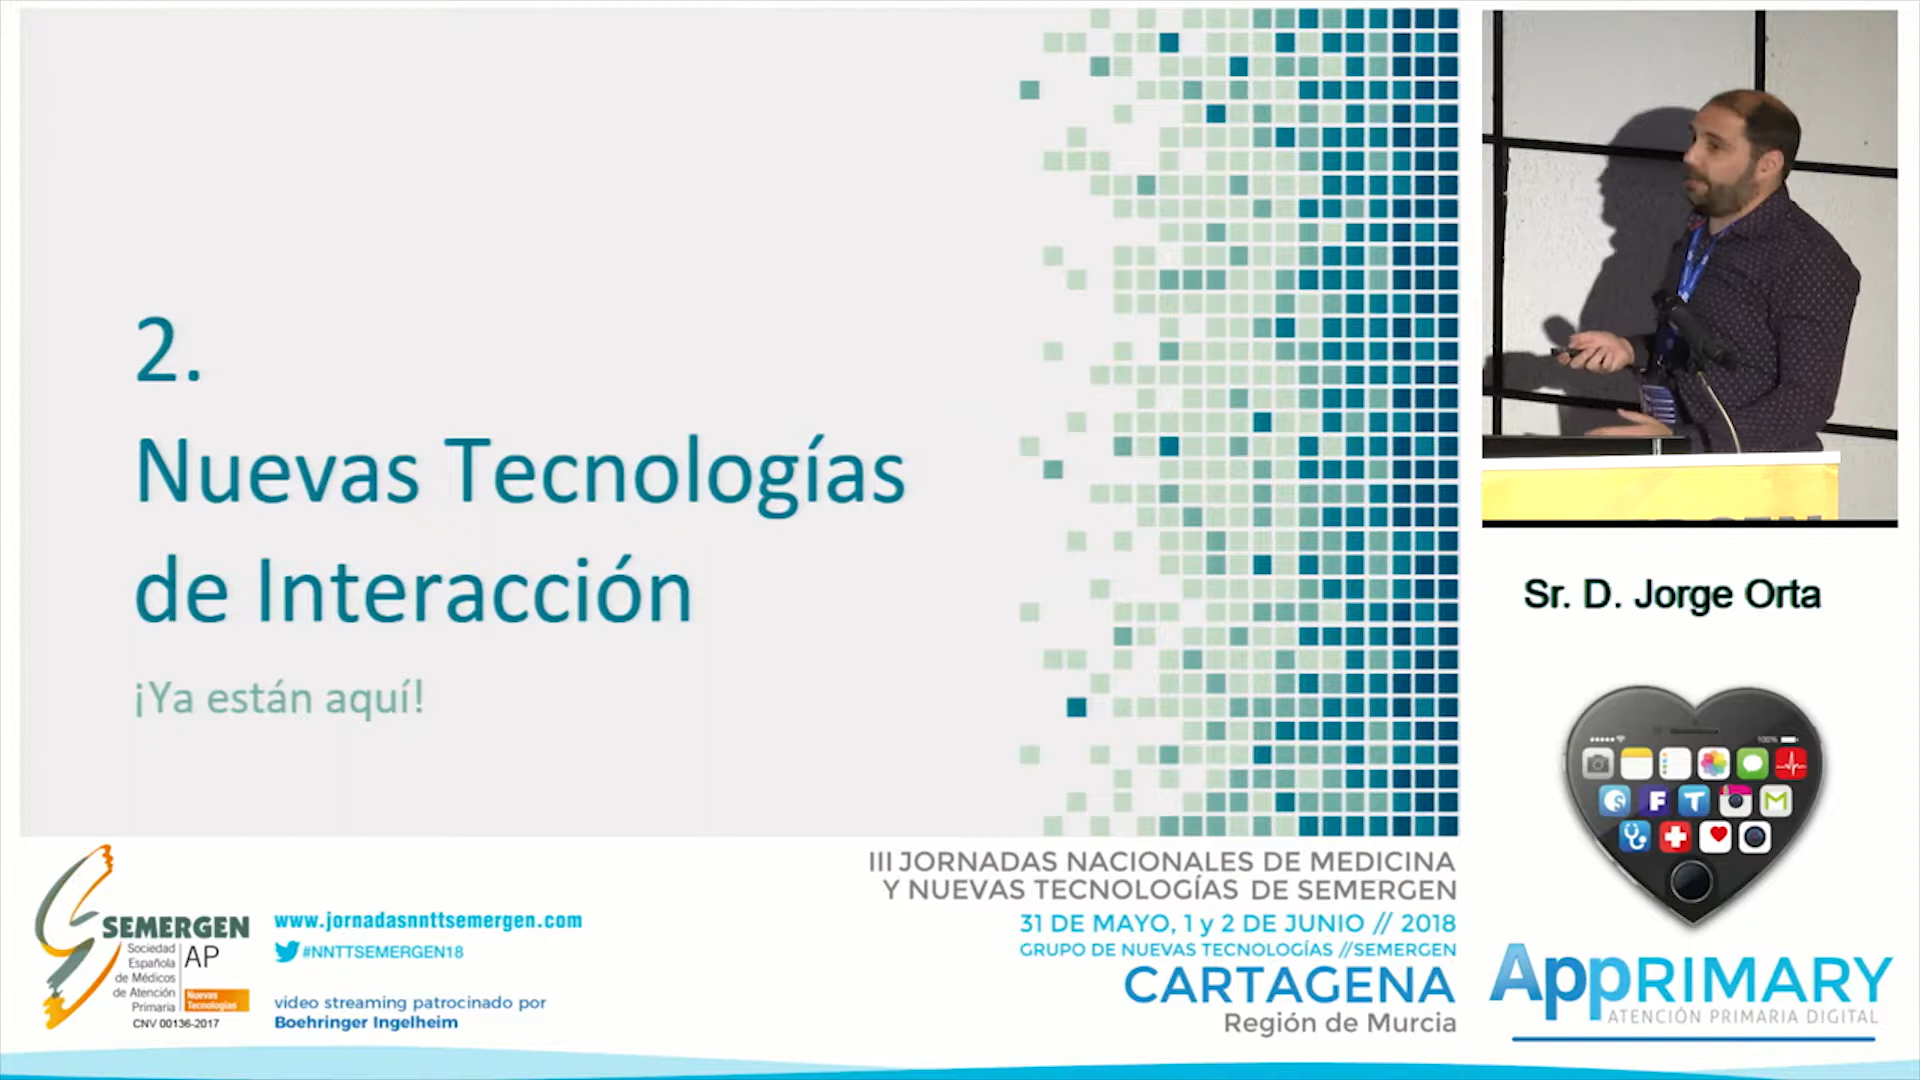 2.
Nuevas Tecnologías
de Interacción
¡Ya están aquí!
Sr. D. Jorge Orta
100%
F
T
M
SEMERGEN
Sociedad
Española
de Médicos
de Atención
Primaria
AP
Nuevas
Tecnologías
CNV 00136-2017
www.jornadasnnttsemergen.com
#NNTTSEMERGEN18
video streaming patrocinado por
Boehringer Ingelheim
III JORNADAS NACIONALES DE MEDICINA
Y NUEVAS TECNOLOGÍAS DE SEMERGEN
31 DE MAYO, 1 y 2 DE JUNIO // 2018
GRUPO DE NUEVAS TECNOLOGÍAS //SEMERGEN
CARTAGENA
Región de Murcia
AppRIMARY
ATENCIÓN PRIMARIA DIGITAL